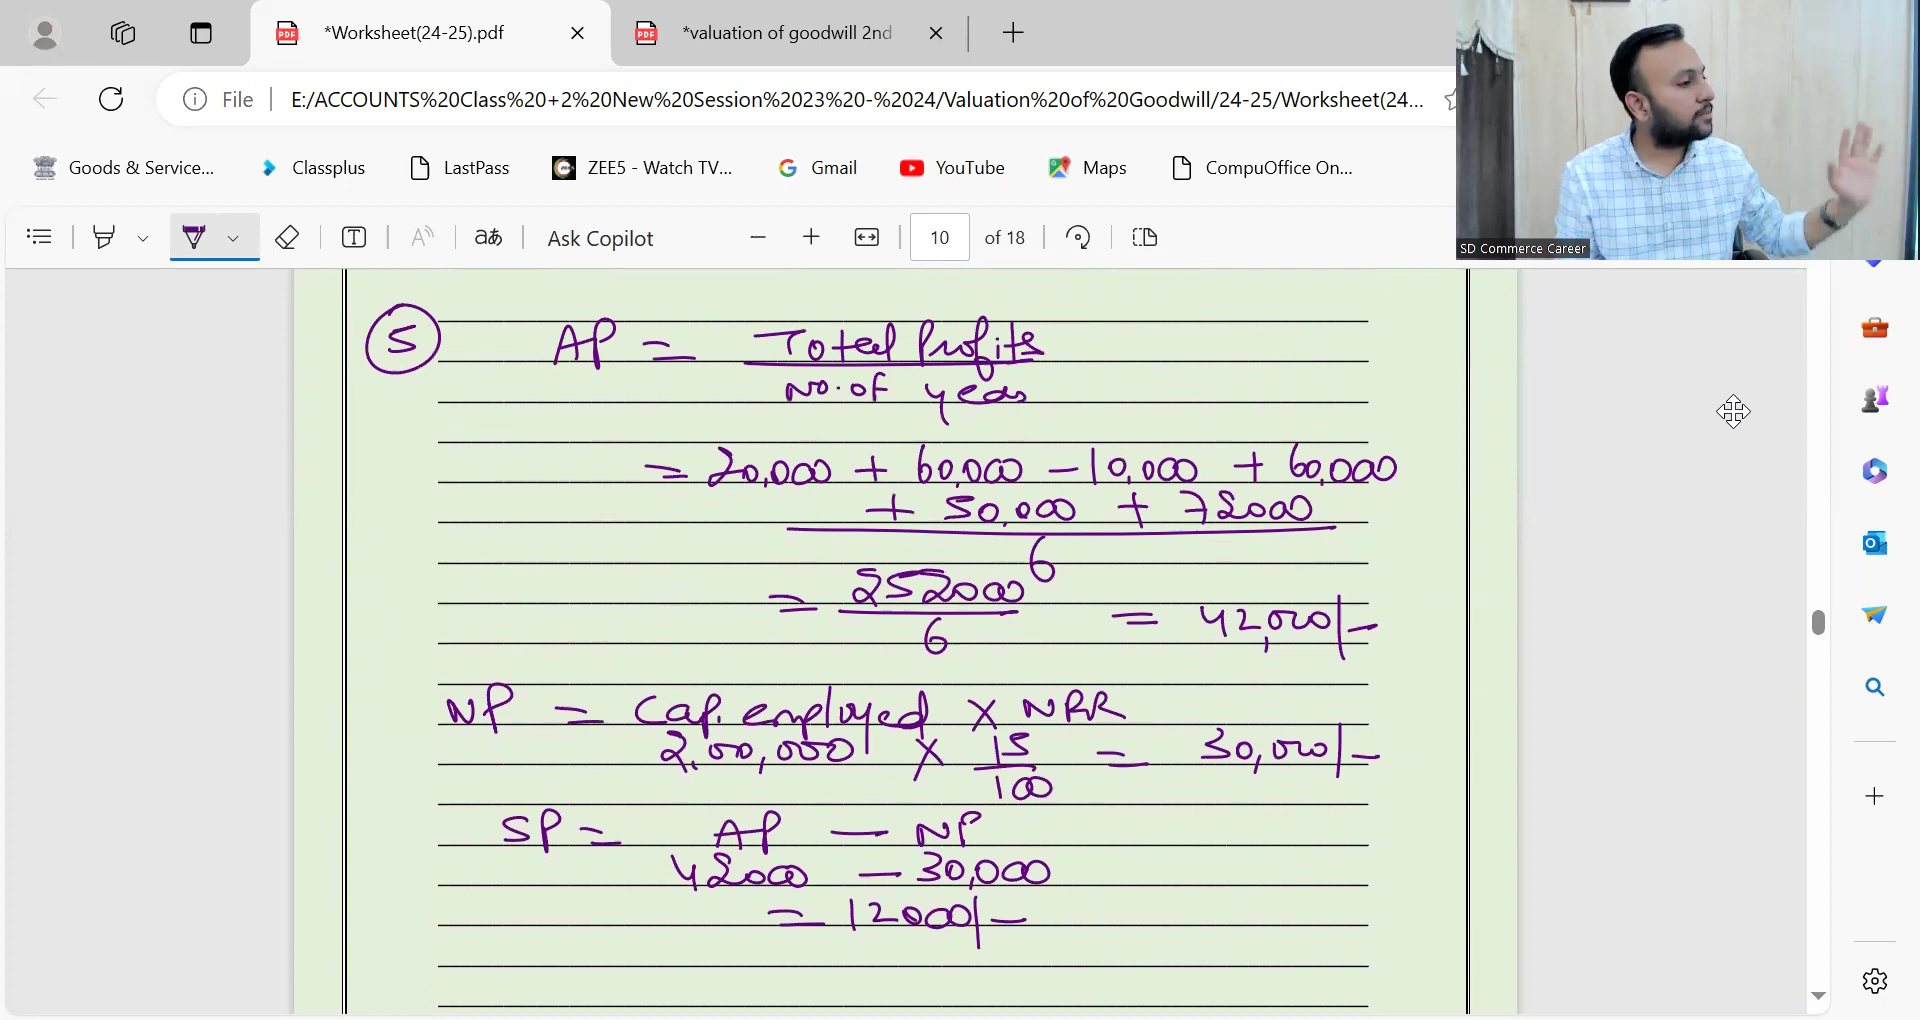 *Worksheet(24-25).pdf
*valuation of goodwill 2nd
File
E:/ACCOUNTS%20Class%20+2%20New%20Session%202023%20-%2024/Valuation%20of%20Goodwill/24-25/Worksheet(24...
Goods & Service...
Classplus
LastPass
ZEE5 - Watch TV...
Gmail
YouTube
Maps
CompuOffice On...
aあ
Ask Copilot
10 of 18
SD Commerce Career
5 AP = Total Profits
No. of years
= 20,000 + 60,000 - 10,000 + 60,000
+ 50,000 + 72000
6
= 252000 = 42,000/-
6
NP = Cap. employed X NRR
2,00,000 X 15 = 30,000/-
100
SP = AP - NP
42000 - 30,000
= 12000/-